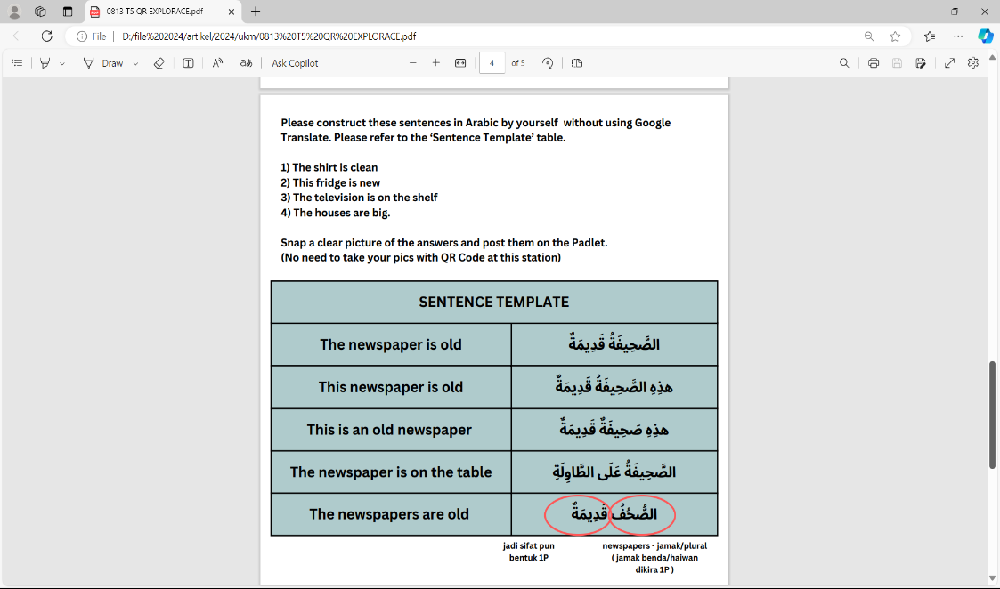 0813 T5 QR EXPLORACE.pdf
File
D:/file%202024/artikel/2024/ukm/0813%20T5%20QR%20EXPLORACE.pdf
Draw
Ask Copilot
4
of 5
Please construct these sentences in Arabic by yourself without using Google
Translate. Please refer to the ‘Sentence Template’ table.
1) The shirt is clean
2) This fridge is new
3) The television is on the shelf
4) The houses are big.
Snap a clear picture of the answers and post them on the Padlet.
(No need to take your pics with QR Code at this station)
SENTENCE TEMPLATE
The newspaper is old
الصَّحِيفَةُ قَدِيمَةٌ
This newspaper is old
هذِهِ الصَّحِيفَةُ قَدِيمَةٌ
This is an old newspaper
هذِهِ صَحِيفَةٌ قَدِيمَةٌ
The newspaper is on the table
الصَّحِيفَةُ عَلَى الطَّاوِلَةِ
The newspapers are old
الصُّحُفُ قَدِيمَةٌ
jadi sifat pun
bentuk 1P
newspapers - jamak/plural
( jamak benda/haiwan
dikira 1P )